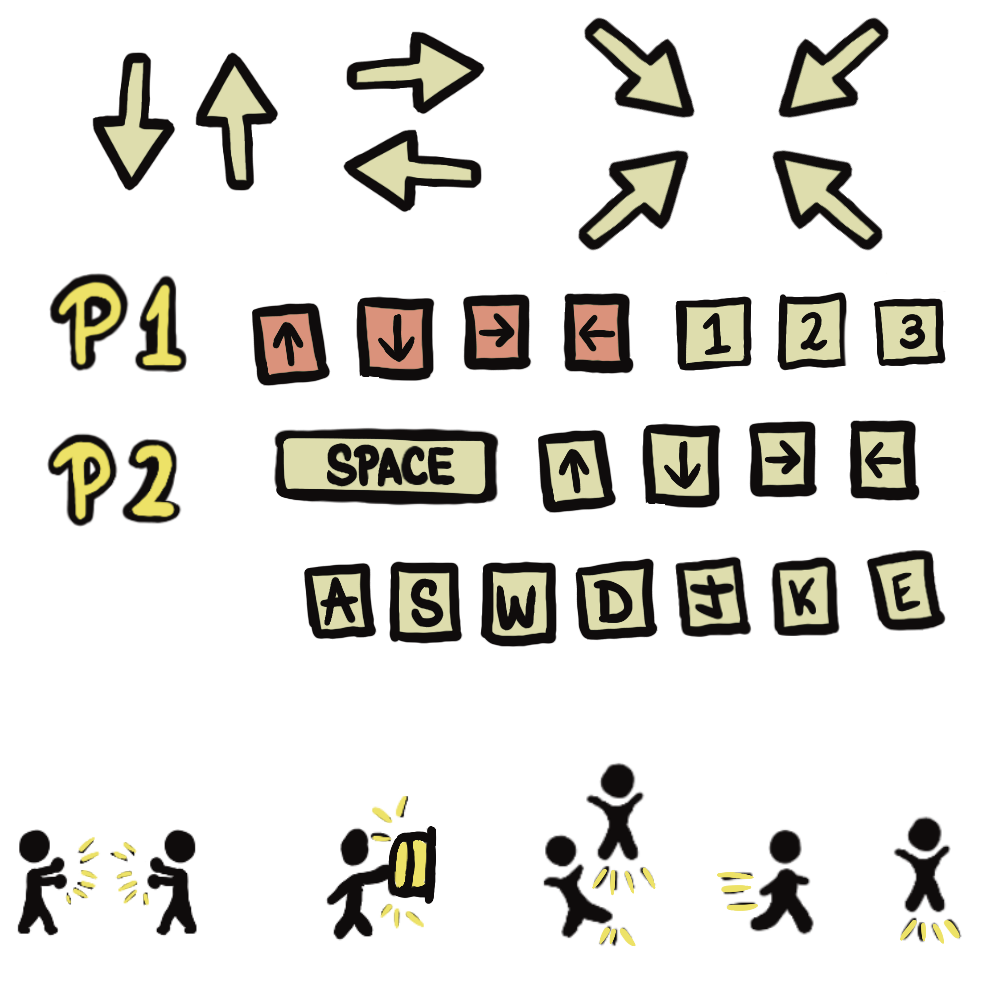 P1 ↑ ↓ → ← 1 2 3
P2 SPACE ↑ ↓ → ←
A S W D J K E